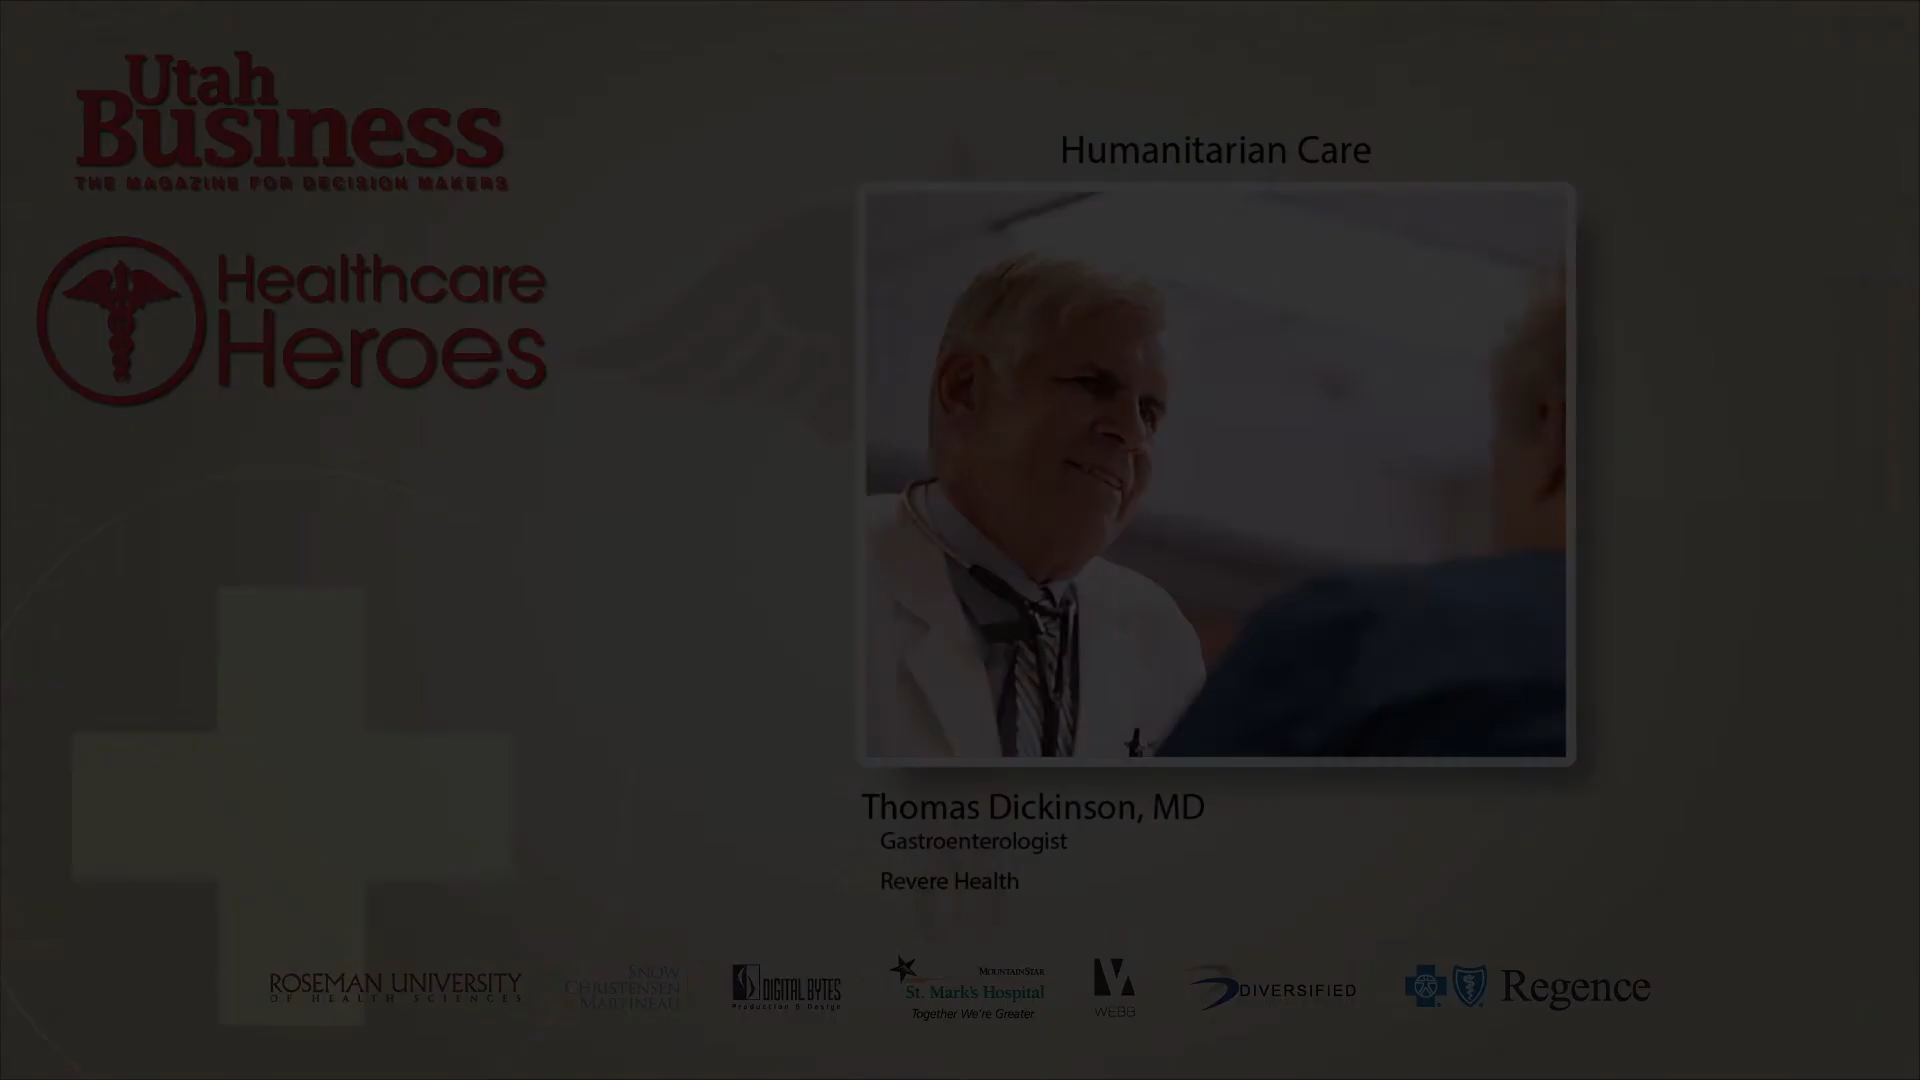 Utah
Business
THE MAGAZINE FOR DECISION MAKERS
Healthcare
Heroes
Humanitarian Care
Thomas Dickinson, MD
Gastroenterologist
Revere Health
ROSEMAN UNIVERSITY
OF HEALTH SCIENCES
SNOW
CHRISTENSEN
MARTINEAU
DIGITAL BYTES
Production & Design
MOUNTAINSTAR
St. Mark's Hospital
Together We're Greater
WEBB
DIVERSIFIED
Regence